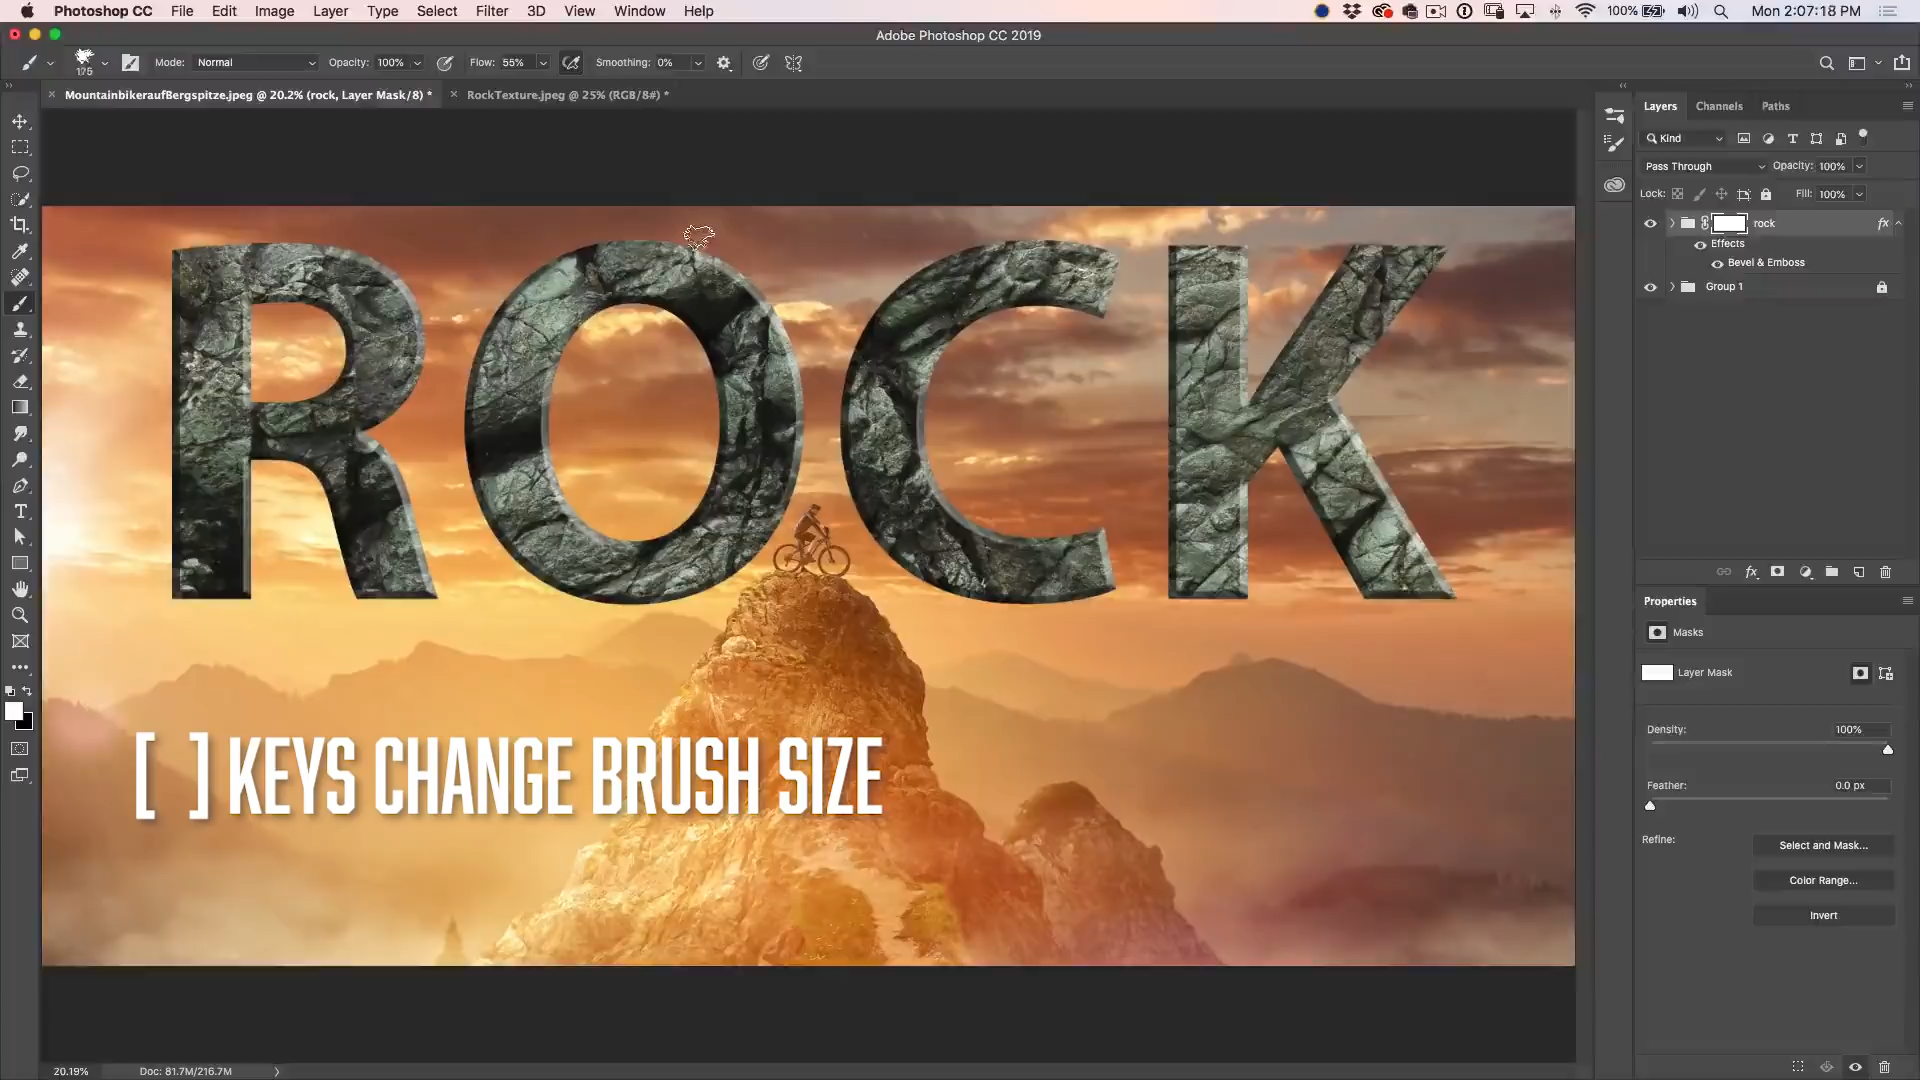 Photoshop CC File Edit Image Layer Type Select Filter 3D View Window Help 100% Mon 2:07:18 PM
Adobe Photoshop CC 2019
175 Mode: Normal Opacity: 100% Flow: 55% Smoothing: 0%
MountainbikeraufBergspitze.jpeg @ 20.2% (rock, Layer Mask/8) * RockTexture.jpeg @ 25% (RGB/8#) *
Layers Channels Paths
Kind
Pass Through Opacity: 100%
Lock: Fill: 100%
rock fx
Effects
Bevel & Emboss
Group 1
ROCK
[ ] KEYS CHANGE BRUSH SIZE
fx
Properties
Masks
Layer Mask
Density: 100%
Feather: 0.0 px
Refine: Select and Mask...
Color Range...
Invert
20.19% Doc: 81.7M/216.7M